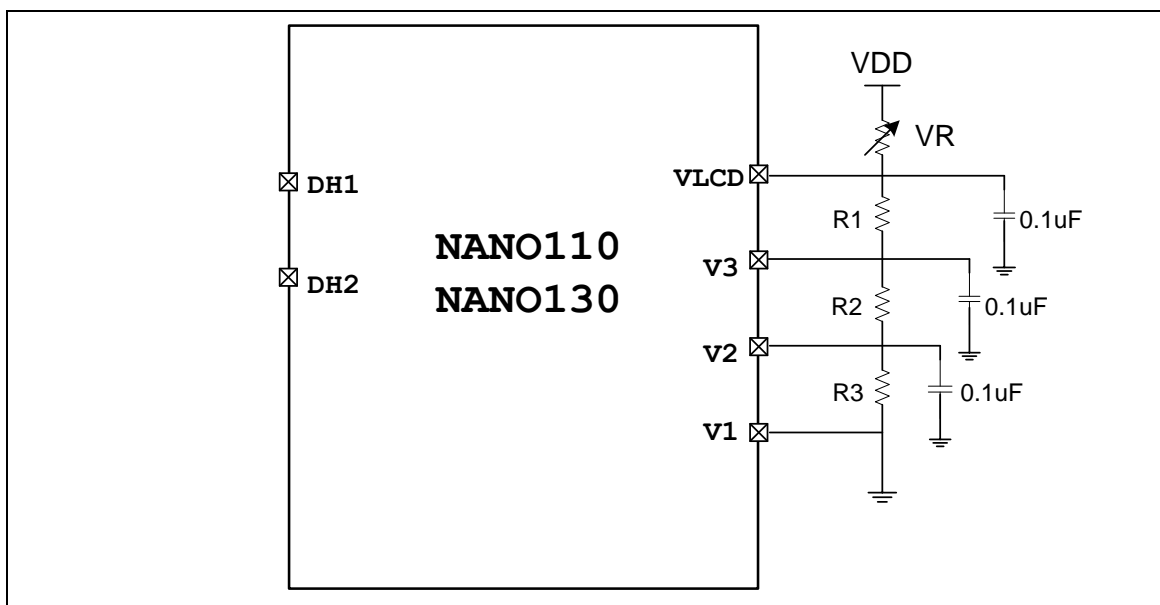 VDD
VR
DH1
VLCD
R1
0.1uF
NANO110
V3
DH2
NANO130
R2
0.1uF
V2
R3
0.1uF
V1